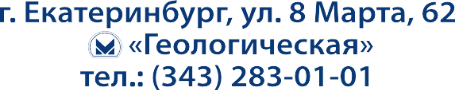 г. Екатеринбург, ул. 8 Марта, 62
«Геологическая»
тел.: (343) 283-01-01